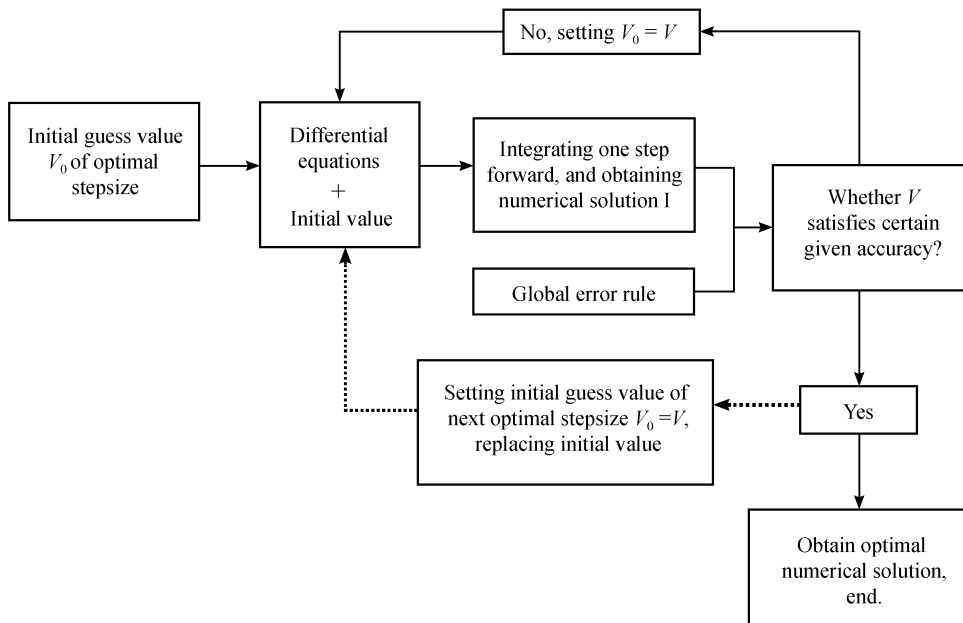 No, setting V0 = V
Initial guess value
V0 of optimal
stepsize
Differential
equations
+
Initial value
Integrating one step
forward, and obtaining
numerical solution I
Global error rule
Whether V
satisfies certain
given accuracy?
Setting initial guess value of
next optimal stepsize V0 =V,
replacing initial value
Yes
Obtain optimal
numerical solution,
end.